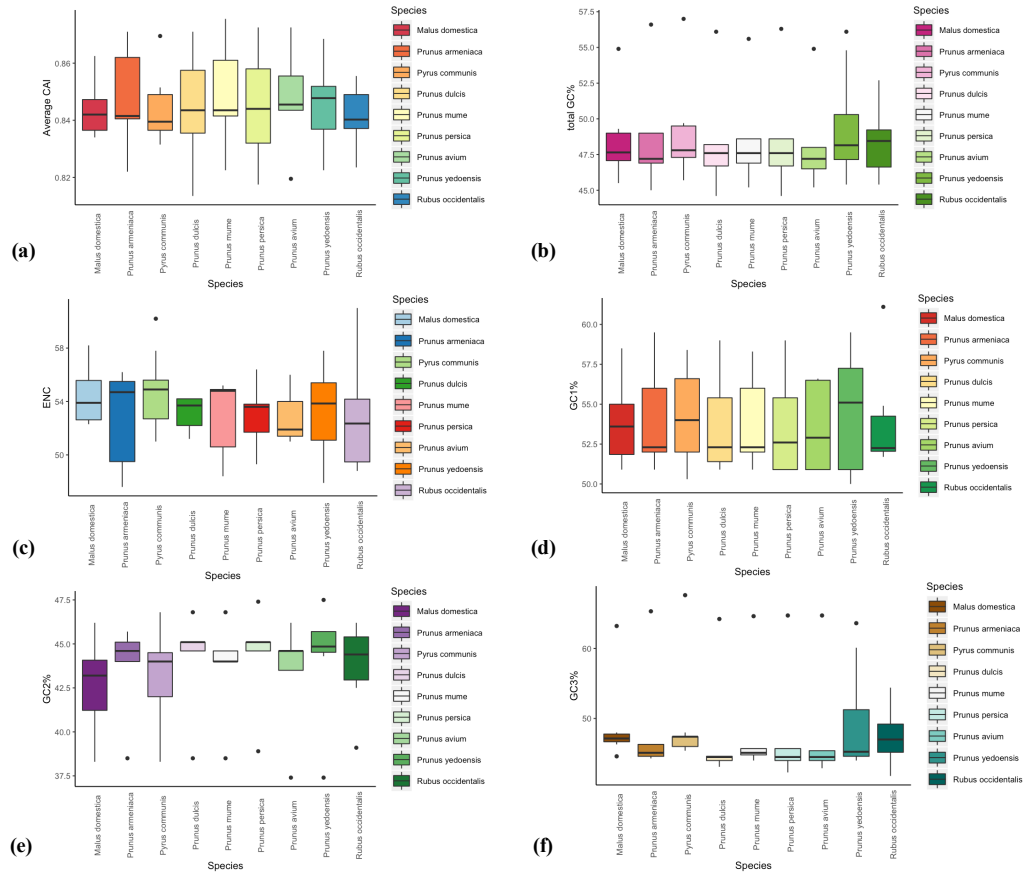 Average CAI
0.86
0.84
0.82
Malus domestica
Prunus armeniaca
Pyrus communis
Prunus dulcis
Prunus mume
Prunus persica
Prunus avium
Prunus yedoensis
Rubus occidentalis
Species
Species
Malus domestica
Prunus armeniaca
Pyrus communis
Prunus dulcis
Prunus mume
Prunus persica
Prunus avium
Prunus yedoensis
Rubus occidentalis
(a)
total GC%
57.5
55.0
52.5
50.0
47.5
45.0
Malus domestica
Prunus armeniaca
Pyrus communis
Prunus dulcis
Prunus mume
Prunus persica
Prunus avium
Prunus yedoensis
Rubus occidentalis
Species
Species
Malus domestica
Prunus armeniaca
Pyrus communis
Prunus dulcis
Prunus mume
Prunus persica
Prunus avium
Prunus yedoensis
Rubus occidentalis
(b)
ENC
58
54
50
Malus domestica
Prunus armeniaca
Pyrus communis
Prunus dulcis
Prunus mume
Prunus persica
Prunus avium
Prunus yedoensis
Rubus occidentalis
Species
Species
Malus domestica
Prunus armeniaca
Pyrus communis
Prunus dulcis
Prunus mume
Prunus persica
Prunus avium
Prunus yedoensis
Rubus occidentalis
(c)
GC1%
60.0
57.5
55.0
52.5
50.0
Malus domestica
Prunus armeniaca
Pyrus communis
Prunus dulcis
Prunus mume
Prunus persica
Prunus avium
Prunus yedoensis
Rubus occidentalis
Species
Species
Malus domestica
Prunus armeniaca
Pyrus communis
Prunus dulcis
Prunus mume
Prunus persica
Prunus avium
Prunus yedoensis
Rubus occidentalis
(d)
GC2%
47.5
45.0
42.5
40.0
37.5
Malus domestica
Prunus armeniaca
Pyrus communis
Prunus dulcis
Prunus mume
Prunus persica
Prunus avium
Prunus yedoensis
Rubus occidentalis
Species
Species
Malus domestica
Prunus armeniaca
Pyrus communis
Prunus dulcis
Prunus mume
Prunus persica
Prunus avium
Prunus yedoensis
Rubus occidentalis
(e)
GC3%
60
50
Malus domestica
Prunus armeniaca
Pyrus communis
Prunus dulcis
Prunus mume
Prunus persica
Prunus avium
Prunus yedoensis
Rubus occidentalis
Species
Species
Malus domestica
Prunus armeniaca
Pyrus communis
Prunus dulcis
Prunus mume
Prunus persica
Prunus avium
Prunus yedoensis
Rubus occidentalis
(f)